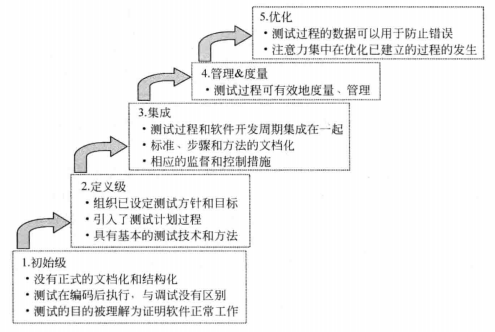 5.优化
•测试过程的数据可以用于防止错误
•注意力集中在优化已建立的过程的发生
4.管理&度量
•测试过程可有效地度量、管理
3.集成
•测试过程和软件开发周期集成在一起
•标准、步骤和方法的文档化
•相应的监督和控制措施
2.定义级
•组织已设定测试方针和目标
•引入了测试计划过程
•具有基本的测试技术和方法
1.初始级
•没有正式的文档化和结构化
•测试在编码后执行，与调试没有区别
•测试的目的被理解为证明软件正常工作